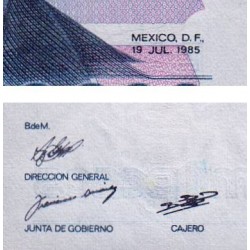 MEXICO, D. F.,
19 JUL. 1985
BdeM.
DIRECCION GENERAL
JUNTA DE GOBIERNO CAJERO